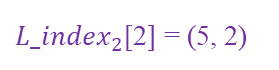 L_index₂[2] = (5, 2)